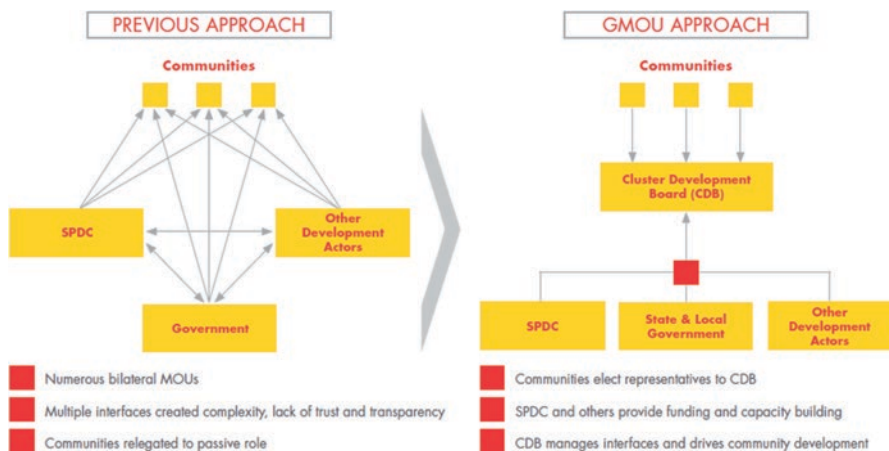 PREVIOUS APPROACH
Communities
SPDC
Other
Development
Actors
Government
Numerous bilateral MOUs
Multiple interfaces created complexity, lack of trust and transparency
Communities relegated to passive role
GMOU APPROACH
Communities
Cluster Development
Board (CDB)
SPDC
State & Local
Government
Other
Development
Actors
Communities elect representatives to CDB
SPDC and others provide funding and capacity building
CDB manages interfaces and drives community development